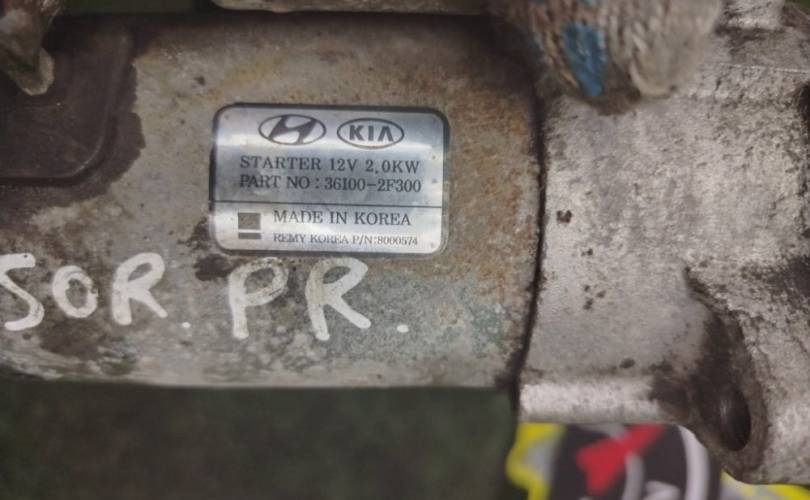 KIA
STARTER 12V 2.0KW
PART NO : 36100-2F300
MADE IN KOREA
REMY KOREA P/N:8000574
SOR. PR.